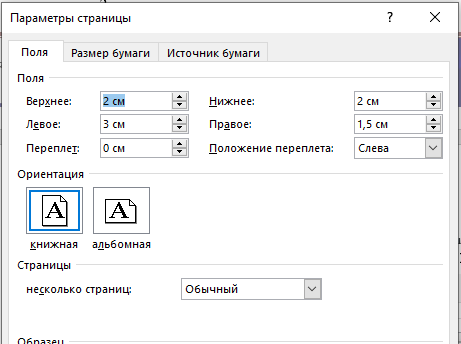 Параметры страницы ? ×
Поля Размер бумаги Источник бумаги
Поля
Верхнее: 2 см Нижнее: 2 см
Левое: 3 см Правое: 1,5 см
Переплет: 0 см Положение переплета: Слева
Ориентация
A A
книжная альбомная
Страницы
несколько страниц: Обычный
Образец